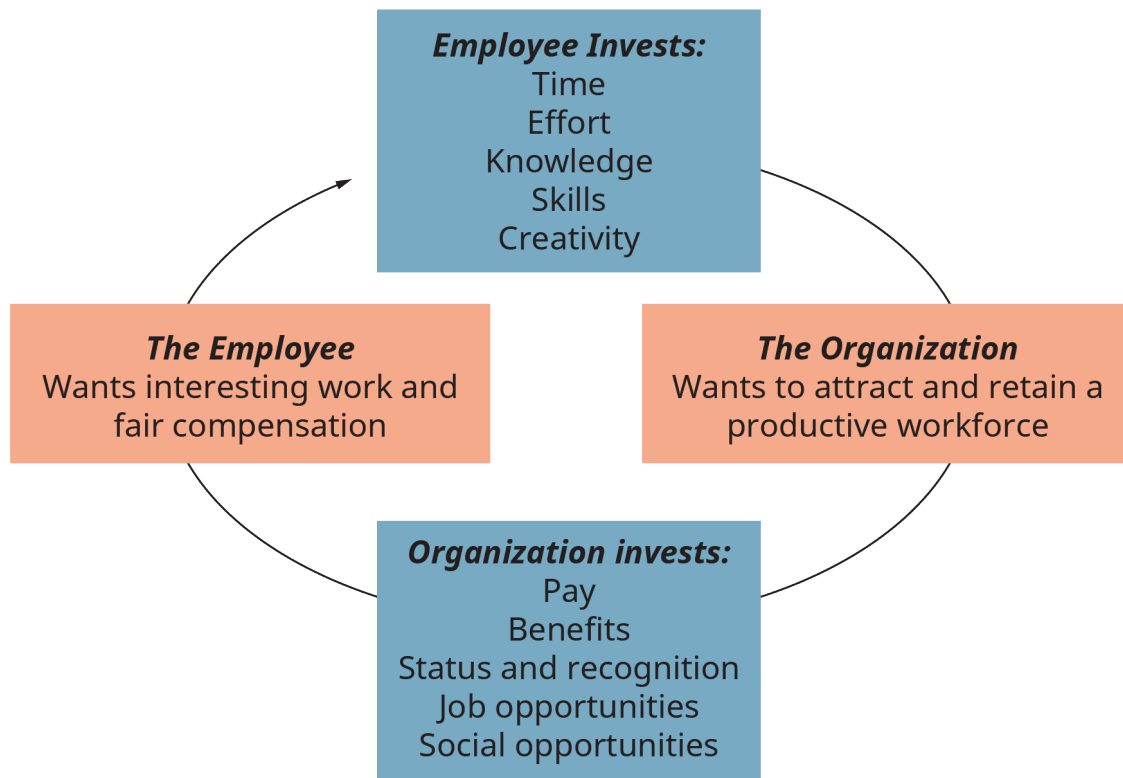 Employee Invests:
Time
Effort
Knowledge
Skills
Creativity
The Employee
Wants interesting work and
fair compensation
The Organization
Wants to attract and retain a
productive workforce
Organization invests:
Pay
Benefits
Status and recognition
Job opportunities
Social opportunities